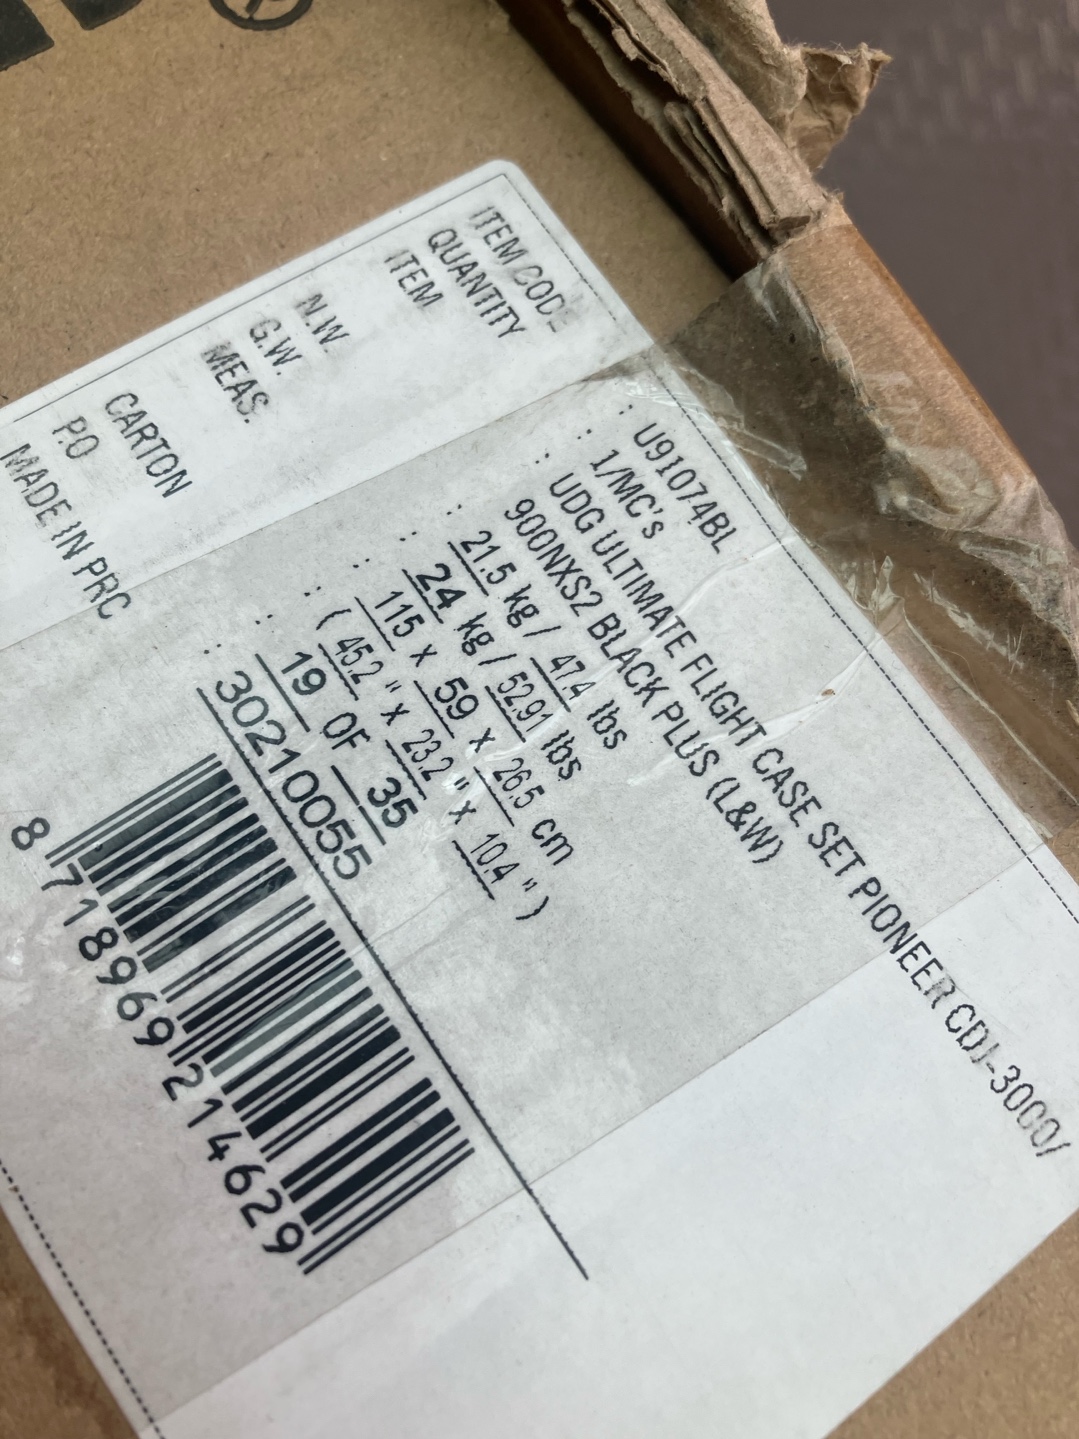 ITEM CODE : U91074BL
QUANTITY : 1/MC's
ITEM : UDG ULTIMATE FLIGHT CASE SET PIONEER CDJ-3000/
900NXS2 BLACK PLUS (L&W)
N.W. : 21.5 kg / 47.4 lbs
G.W. : 24 kg / 52.91 lbs
MEAS. : 115 x 59 x 26.5 cm
: ( 45.2 " x 23.2 " x 10.4 " )
CARTON : 19 OF 35
P.O : 30210055
MADE IN PRC
8 718969 214629